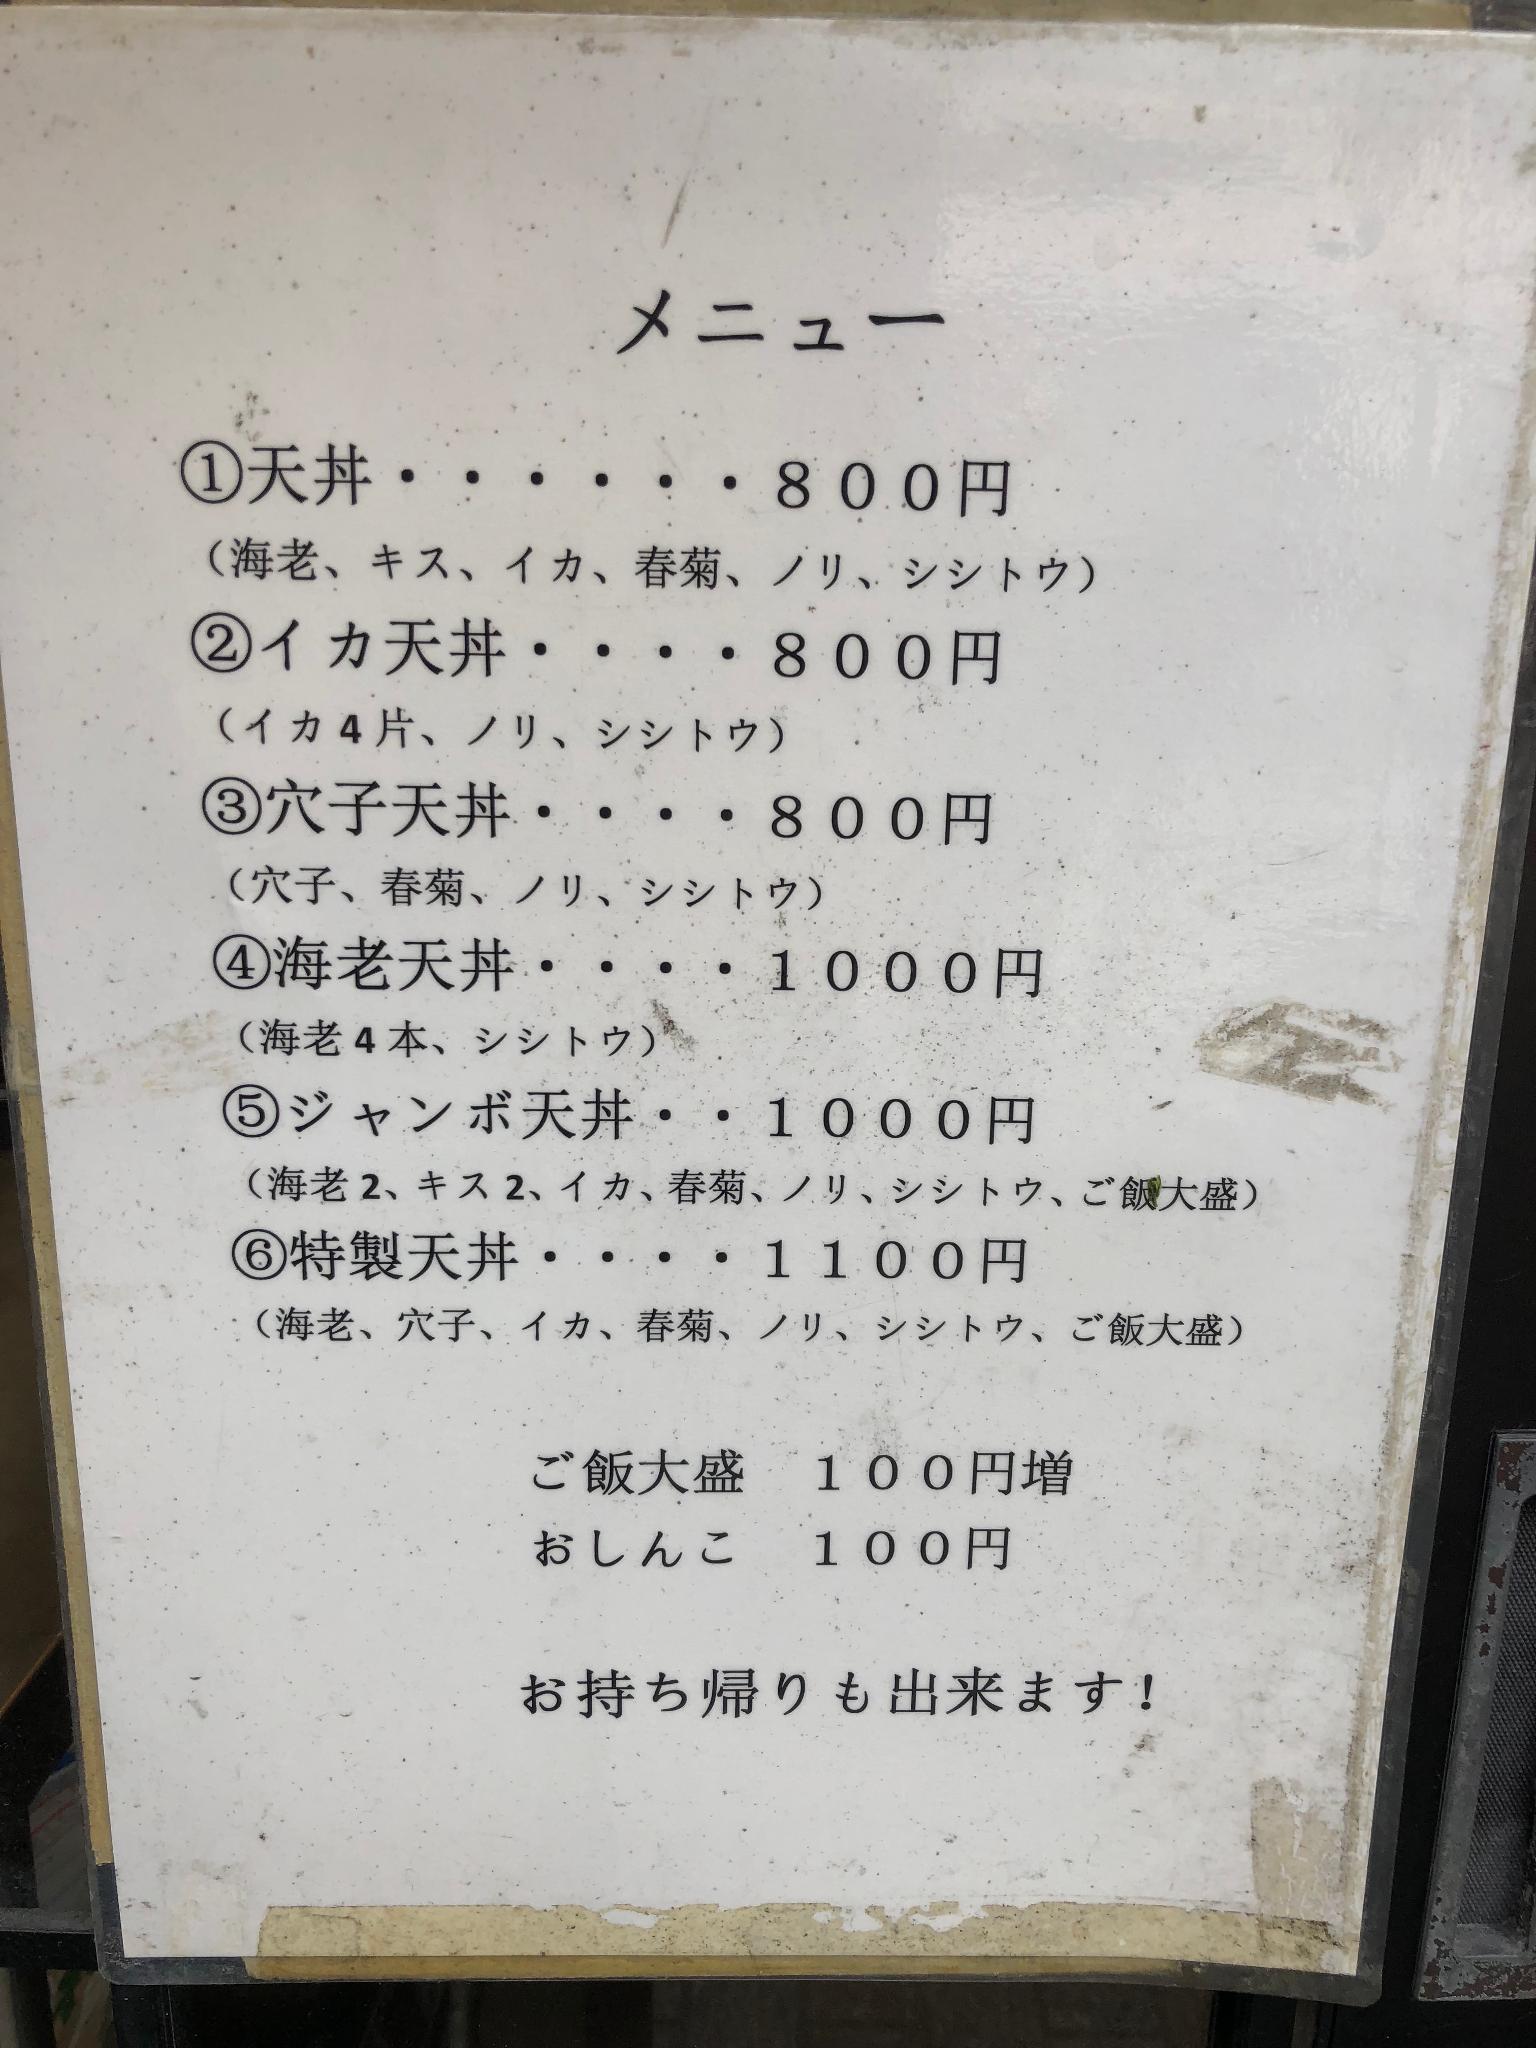 メニュー
①天丼・・・・・・８００円
（海老、キス、イカ、春菊、ノリ、シシトウ）
②イカ天丼・・・・８００円
（イカ4片、ノリ、シシトウ）
③穴子天丼・・・・８００円
（穴子、春菊、ノリ、シシトウ）
④海老天丼・・・・１０００円
（海老4本、シシトウ）
⑤ジャンボ天丼・・１０００円
（海老2、キス2、イカ、春菊、ノリ、シシトウ、ご飯大盛）
⑥特製天丼・・・・１１００円
（海老、穴子、イカ、春菊、ノリ、シシトウ、ご飯大盛）
ご飯大盛　１００円増
おしんこ　１００円
お持ち帰りも出来ます！